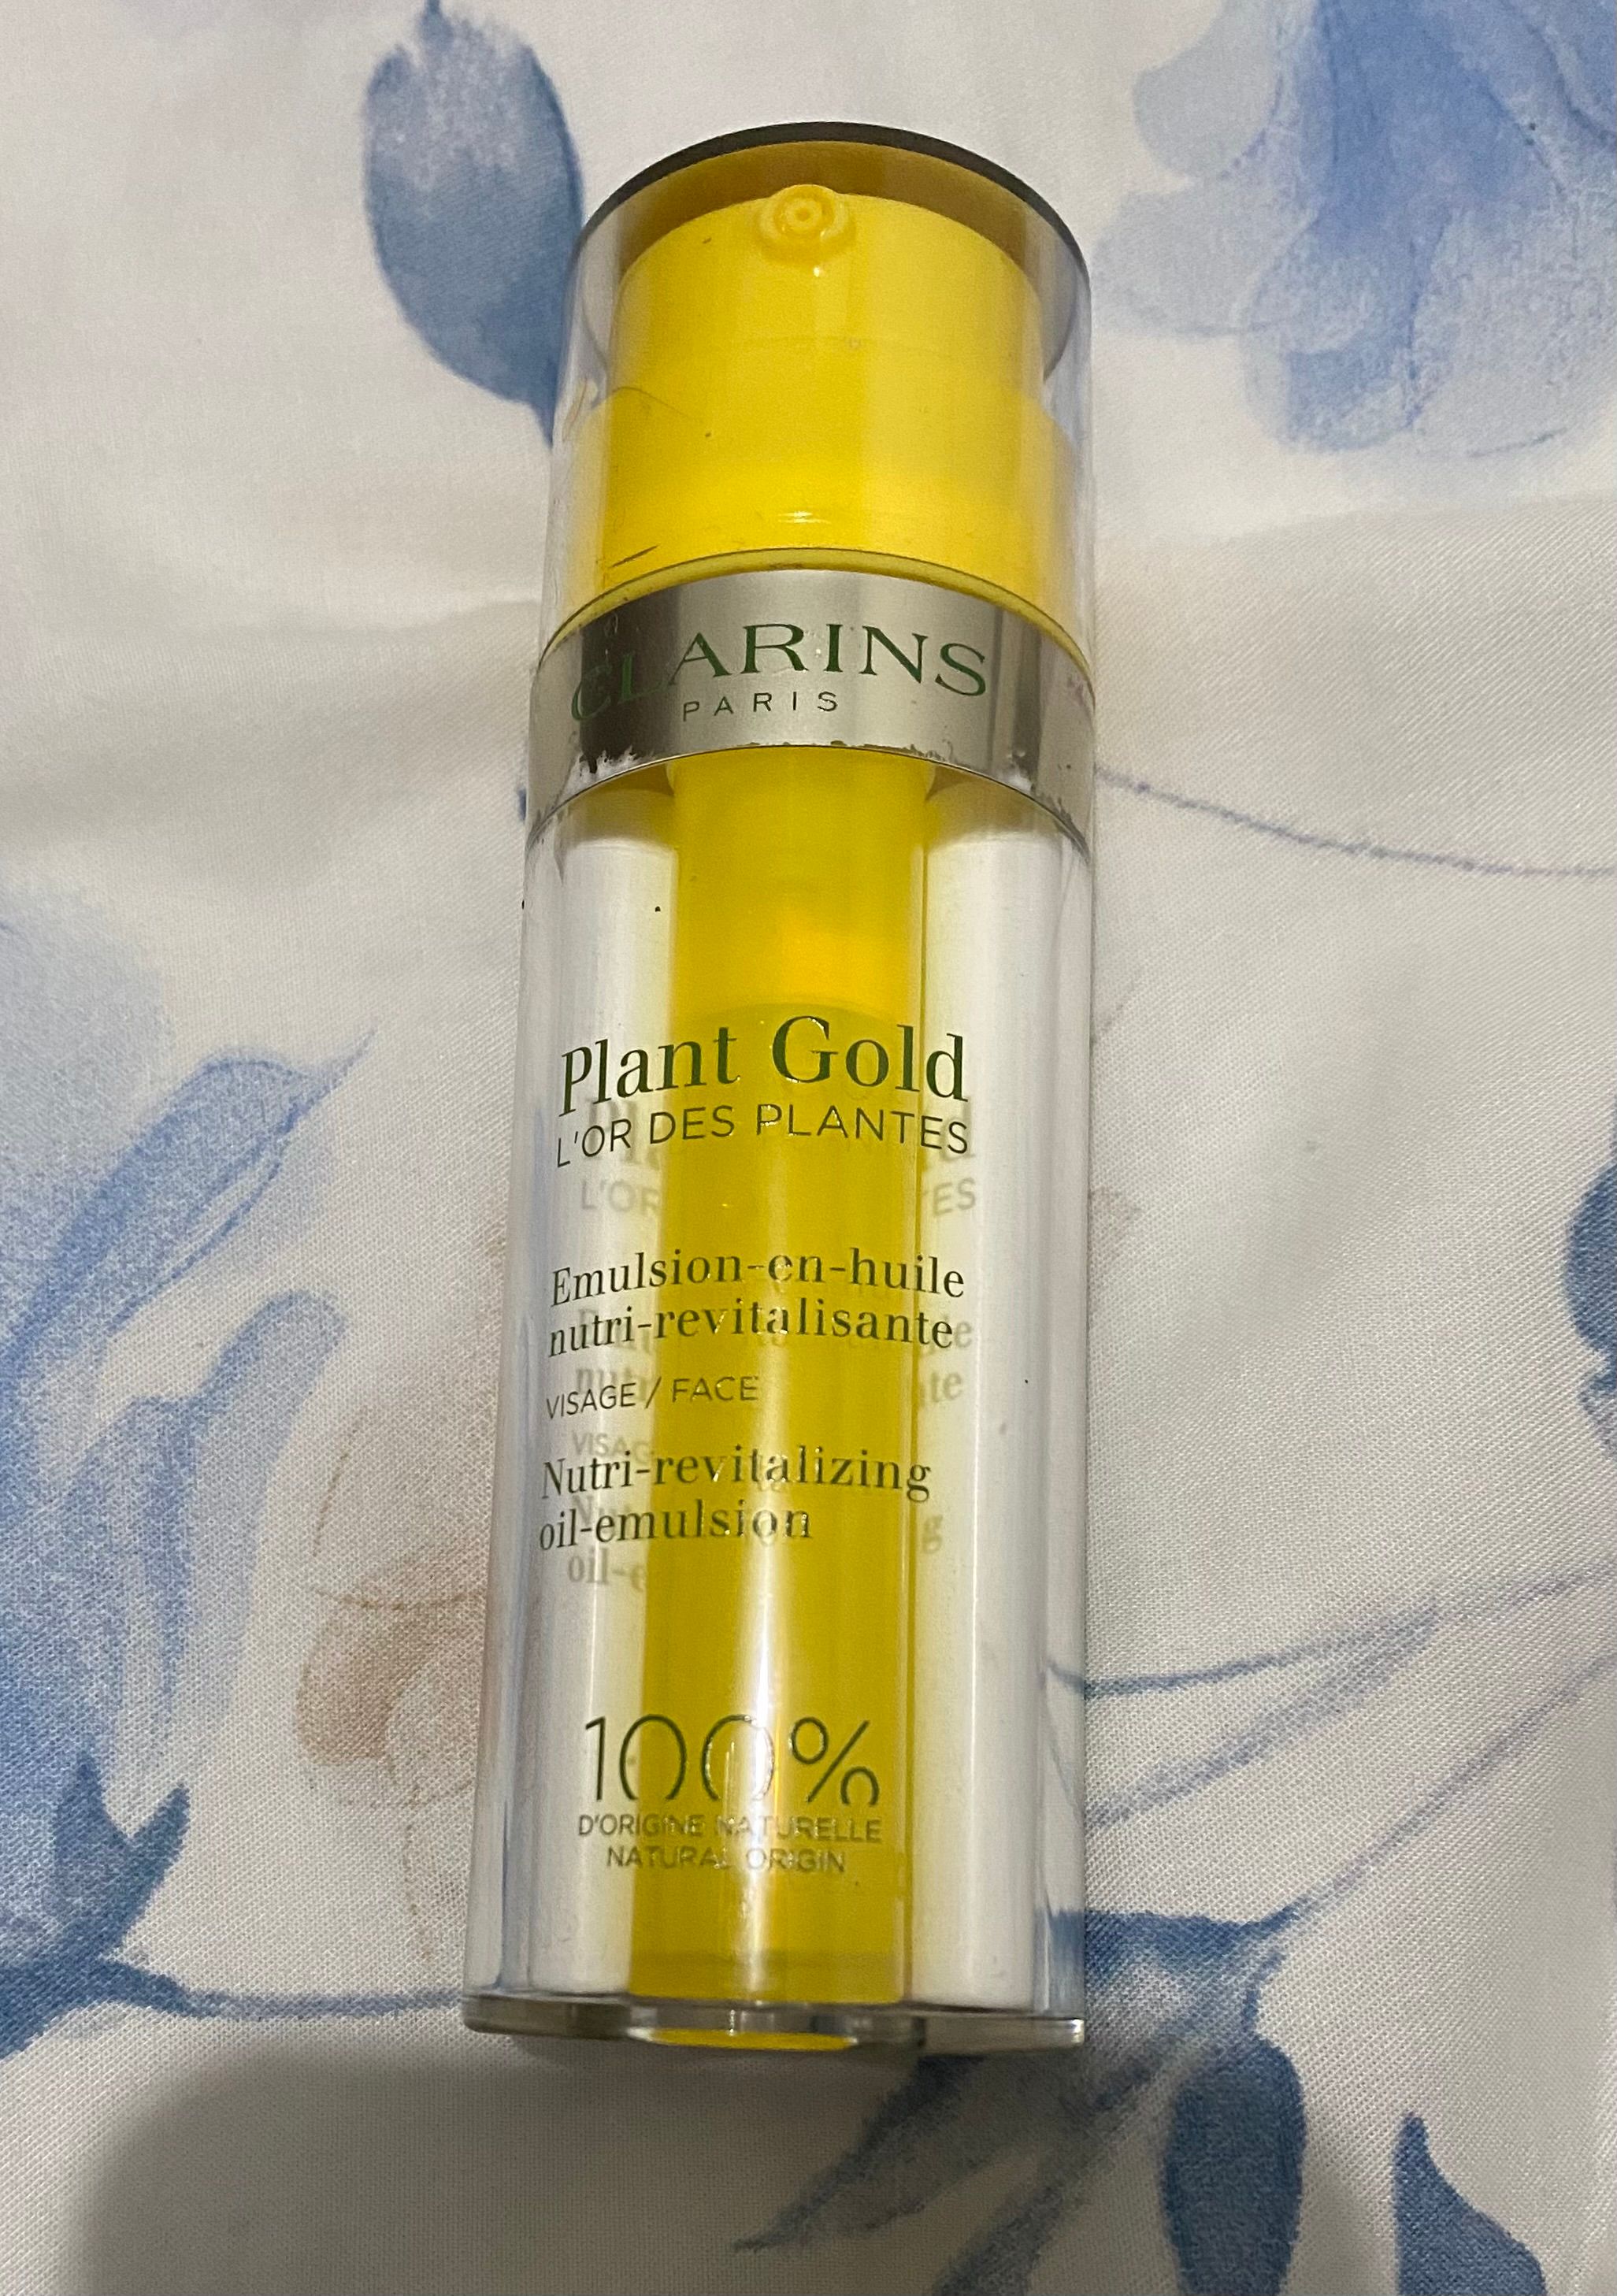 CLARINS
PARIS
Plant Gold
L'OR DES PLANTES
Emulsion-en-huile
nutri-revitalisante
VISAGE / FACE
Nutri-revitalizing
oil-emulsion
100%
D'ORIGINE NATURELLE
NATURAL ORIGIN